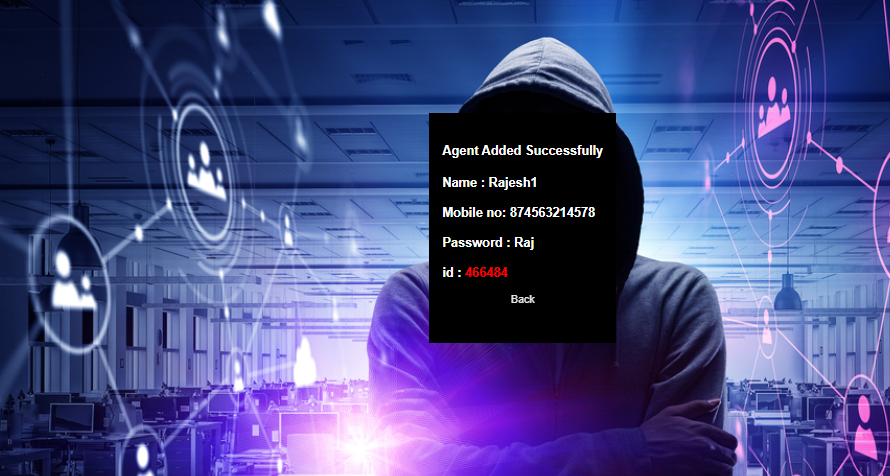 Agent Added Successfully
Name : Rajesh1
Mobile no: 874563214578
Password : Raj
id : 466484
Back